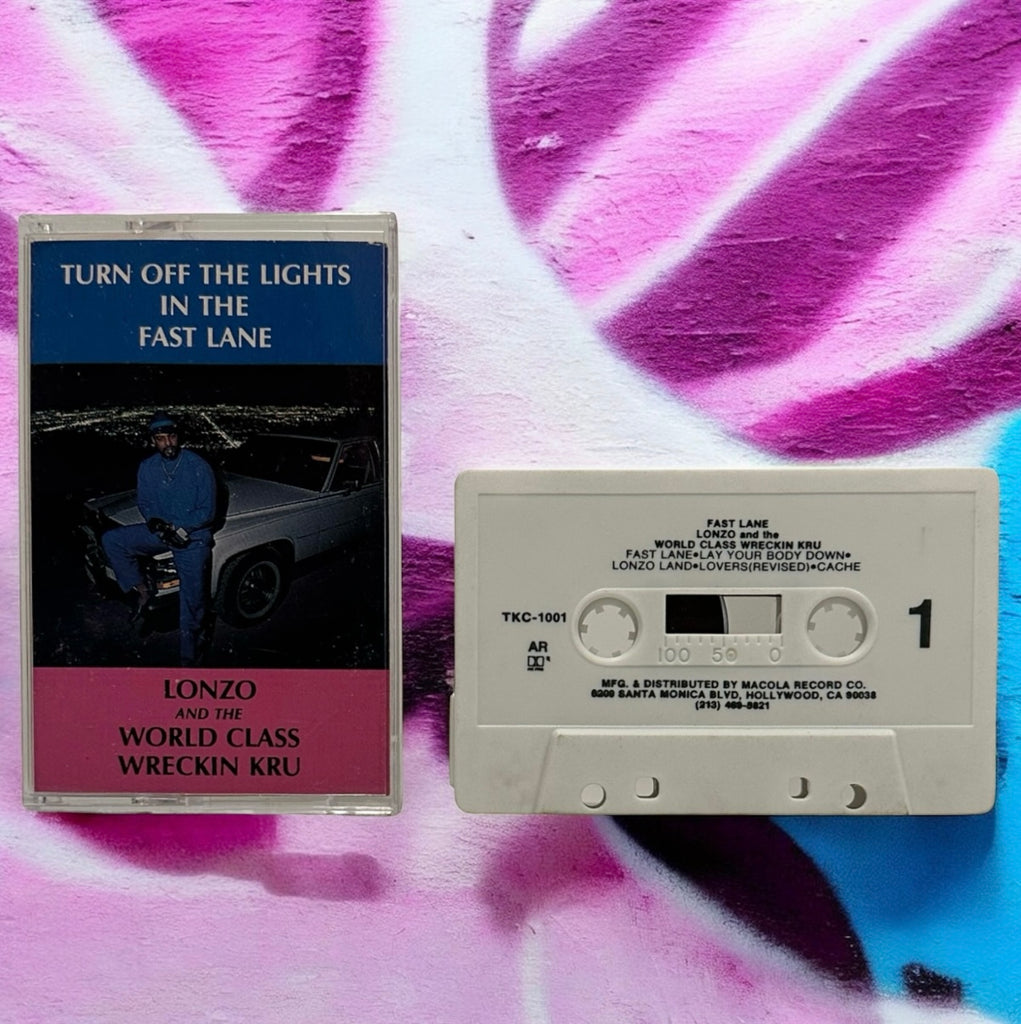 TURN OFF THE LIGHTS
IN THE
FAST LANE
LONZO
AND THE
WORLD CLASS
WRECKIN KRU
FAST LANE
LONZO and the
WORLD CLASS WRECKIN KRU
FAST LANE•LAY YOUR BODY DOWN•
LONZO LAND•LOVERS(REVISED)•CACHE
TKC-1001
AR
1
100 50 0
MFG. & DISTRIBUTED BY MACOLA RECORD CO.
6209 SANTA MONICA BLVD, HOLLYWOOD, CA 90038
(213) 469-5821